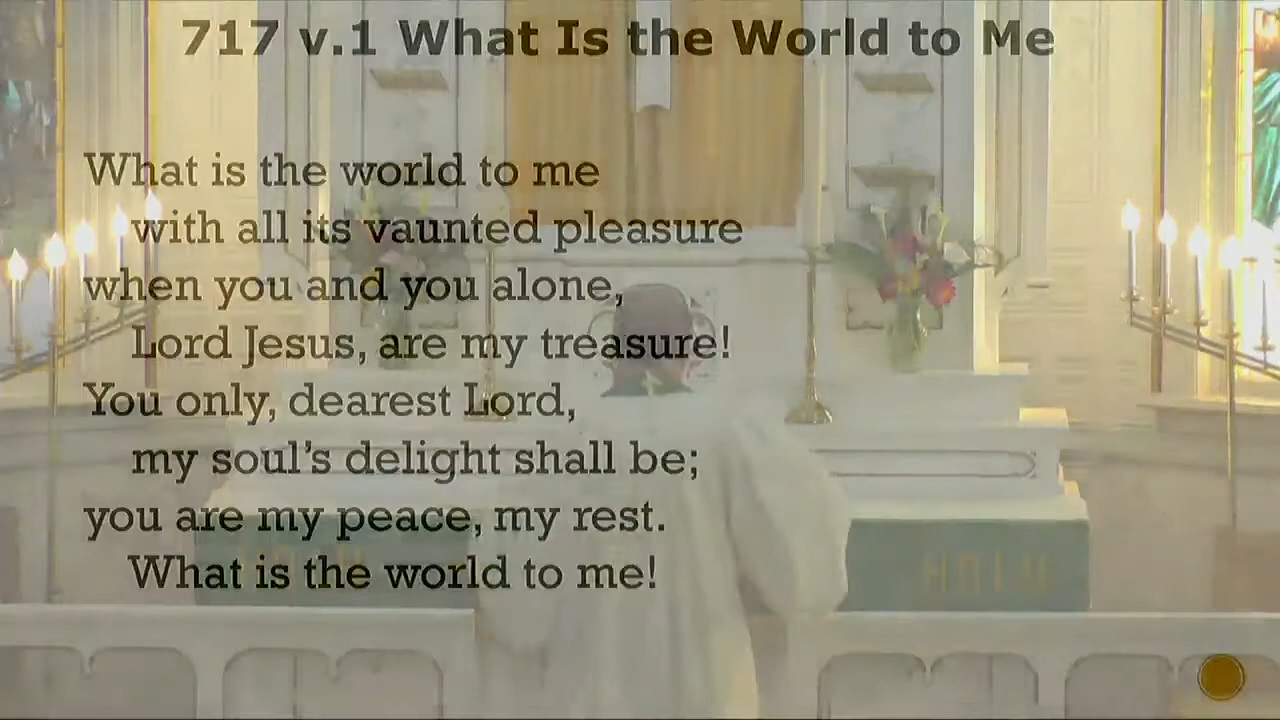 717 v.1 What Is the World to Me
What is the world to me
with all its vaunted pleasure
when you and you alone,
Lord Jesus, are my treasure!
You only, dearest Lord,
my soul’s delight shall be;
you are my peace, my rest.
What is the world to me!
HOLY